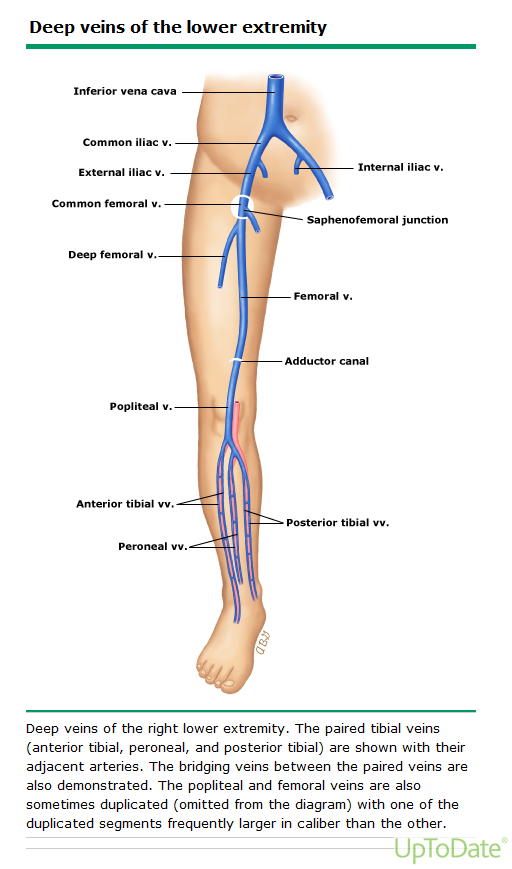 Deep veins of the lower extremity
Inferior vena cava
Common iliac v.
External iliac v.
Internal iliac v.
Common femoral v.
Saphenofemoral junction
Deep femoral v.
Femoral v.
Adductor canal
Popliteal v.
Anterior tibial vv.
Posterior tibial vv.
Peroneal vv.
Deep veins of the right lower extremity. The paired tibial veins
(anterior tibial, peroneal, and posterior tibial) are shown with their
adjacent arteries. The bridging veins between the paired veins are
also demonstrated. The popliteal and femoral veins are also
sometimes duplicated (omitted from the diagram) with one of the
duplicated segments frequently larger in caliber than the other.
UpToDate®